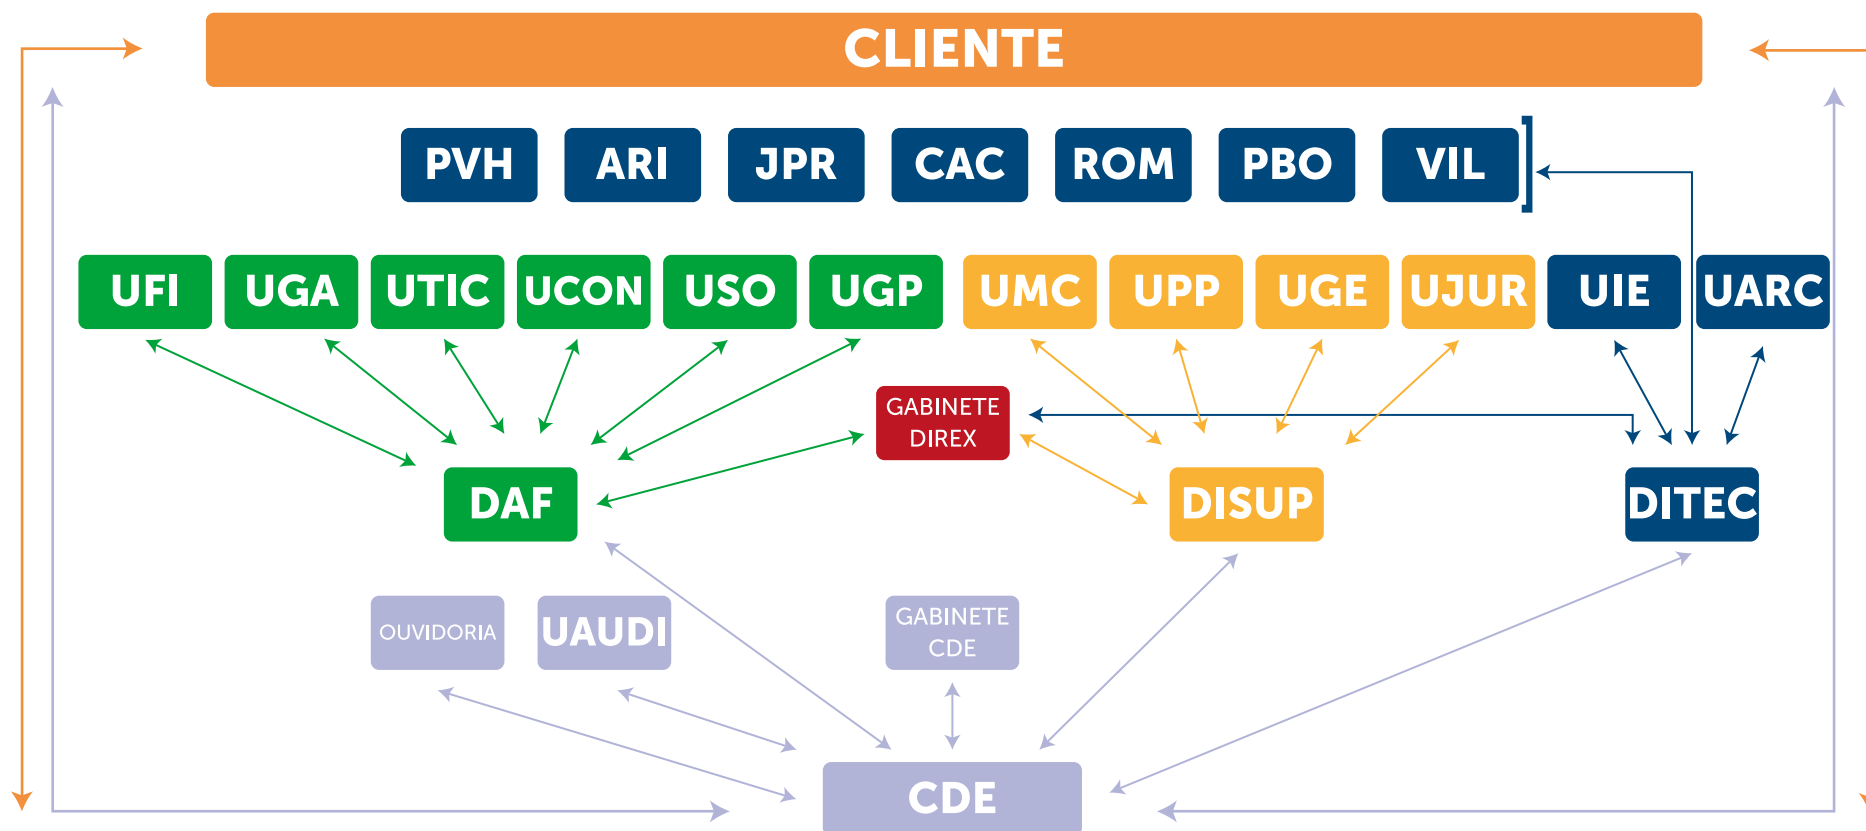 CLIENTE
PVH
ARI
JPR
CAC
ROM
PBO
VIL
UFI
UGA
UTIC
UCON
USO
UGP
UMC
UPP
UGE
UJUR
UIE
UARC
GABINETE
DIREX
DAF
DISUP
DITEC
OUVIDORIA
UAUDI
GABINETE
CDE
CDE